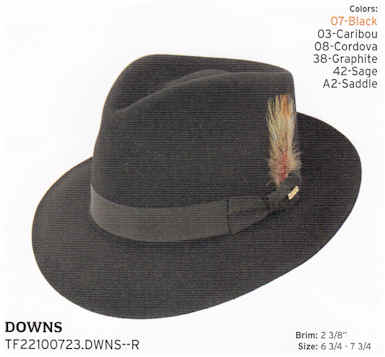 Colors:
07-Black
03-Caribou
08-Cordova
38-Graphite
42-Sage
A2-Saddle
DOWNS
TF22100723.DWNS--R
Brim: 2 3/8"
Size: 6 3/4 - 7 3/4